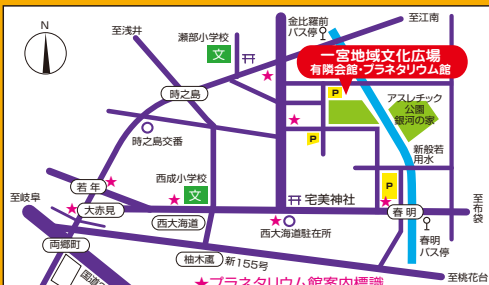 N
至浅井
瀬部小学校
文
金比羅前
バス停
至江南
一宮地域文化広場
有隣会館・プラネタリウム館
時之島
P
アスレチック
公園
銀河の家
時之島交番
P
新般若
用水
西成小学校
文
若年
P
至岐阜
大赤見
宅美神社
春明
至布袋
西大海道
西大海道駐在所
両郷町
柚木颪
新155号
春明
バス停
国道
至桃花台
★プラネタリウム館案内標識